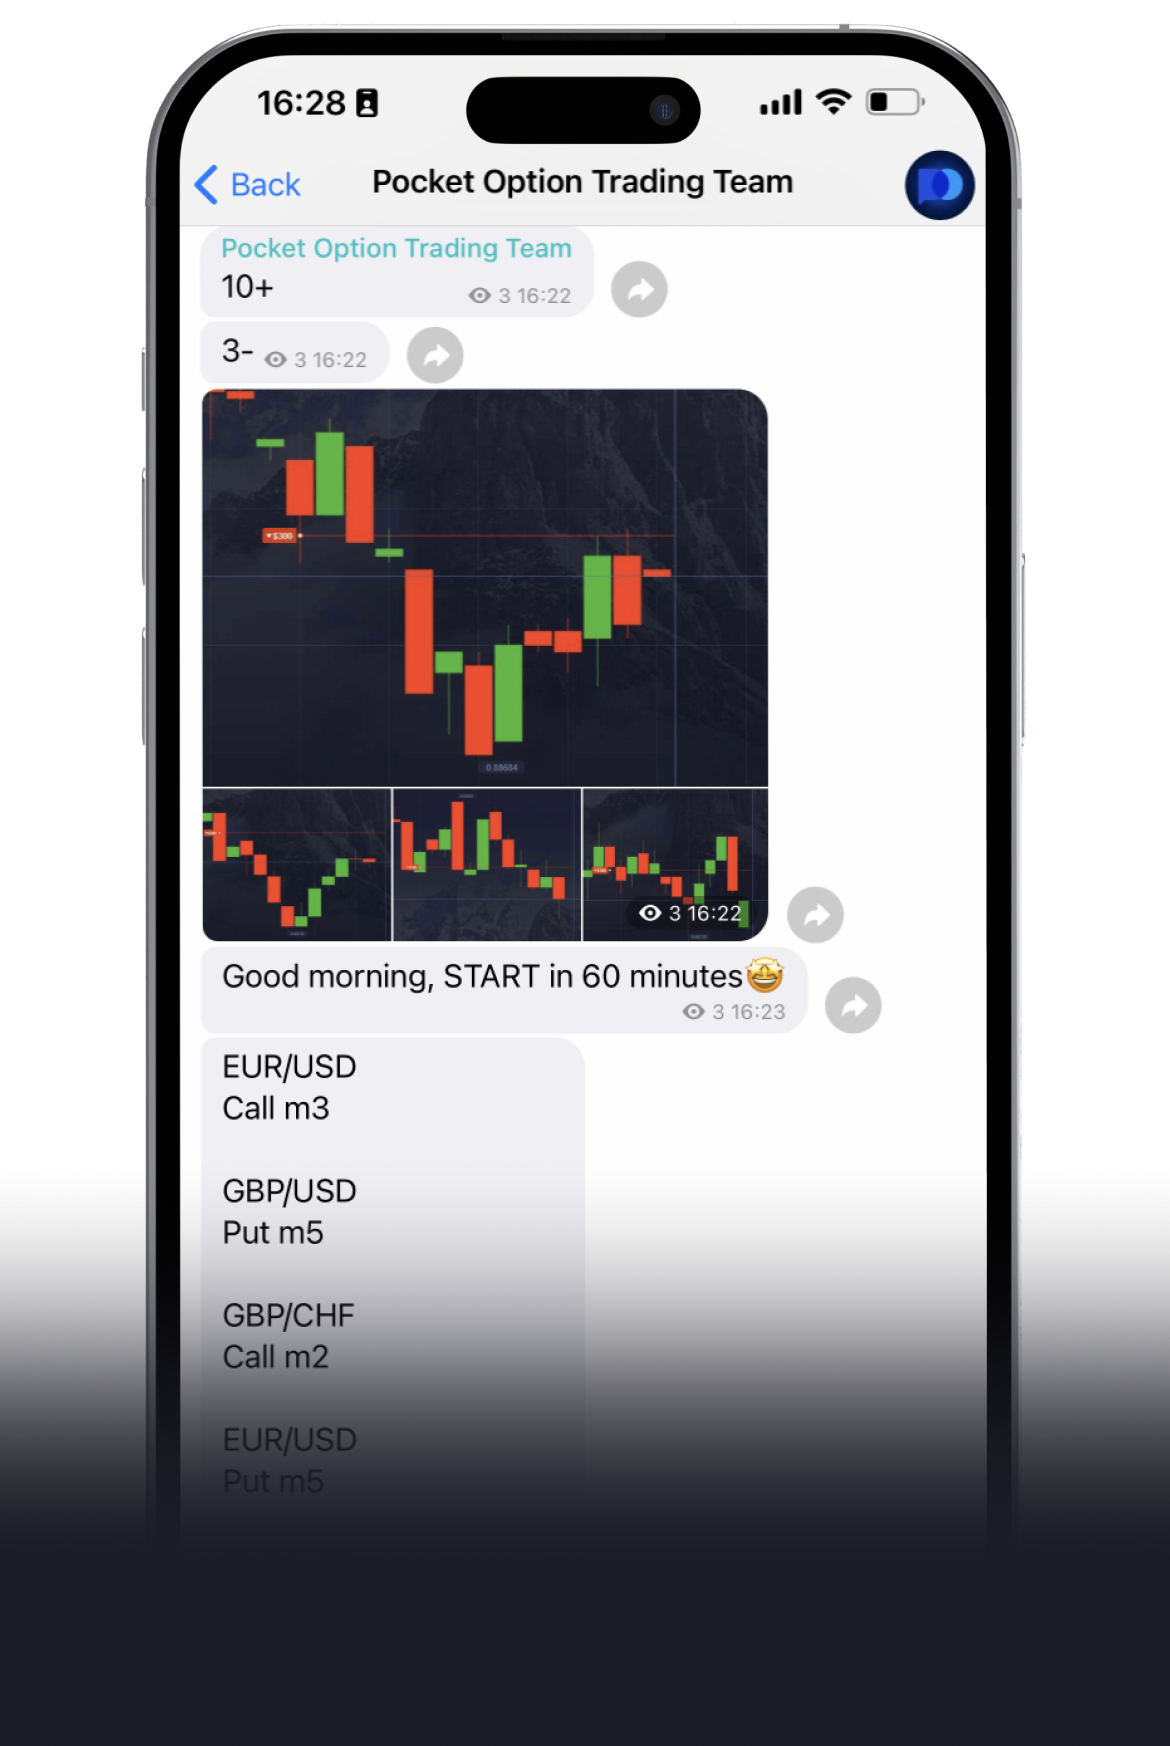 16:28
Back
Pocket Option Trading Team
Pocket Option Trading Team
10+
3 16:22
3-
3 16:22
$300
0.88684
3 16:22
Good morning, START in 60 minutes🤩
3 16:23
EUR/USD
Call m3
GBP/USD
Put m5
GBP/CHF
Call m2
EUR/USD
Put m5